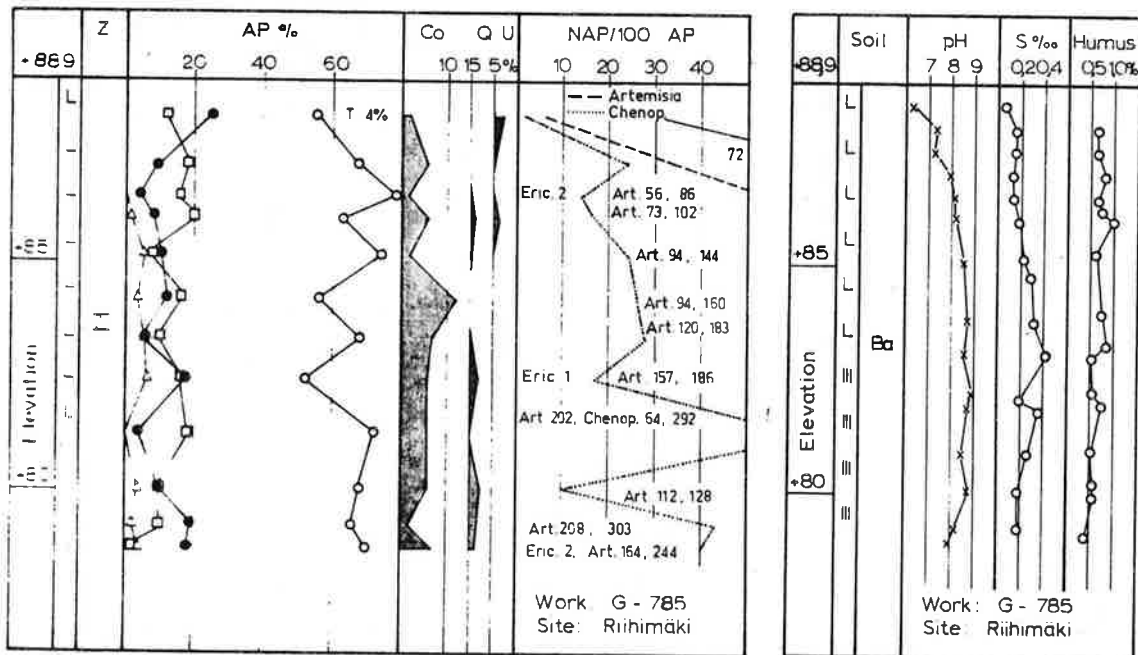 Z AP % Co Q U NAP/100 AP
+88.9 20 60 10 15 5% 10 20 30 40
L
T 4%
Artemisia
Chenop.
72
Eric. 2 Art. 56, 86
Art. 73, 102
Art. 94, 144
Art. 94, 160
Art. 120, 183
Eric. 1 Art. 157, 186
Art 202, Chenop. 64, 292
Art. 112, 128
Art. 208, 303
Eric. 2, Art. 164, 244
Elevation
Work G - 785
Site: Riihimäki
Soil pH S ‰ Humus
+88,9 7 8 9 0,2 0,4 0,5 1,0%
L
L
L
L
L
+85
L
L
Ba
Elevation
+80
Work: G - 785
Site: Riihimäki